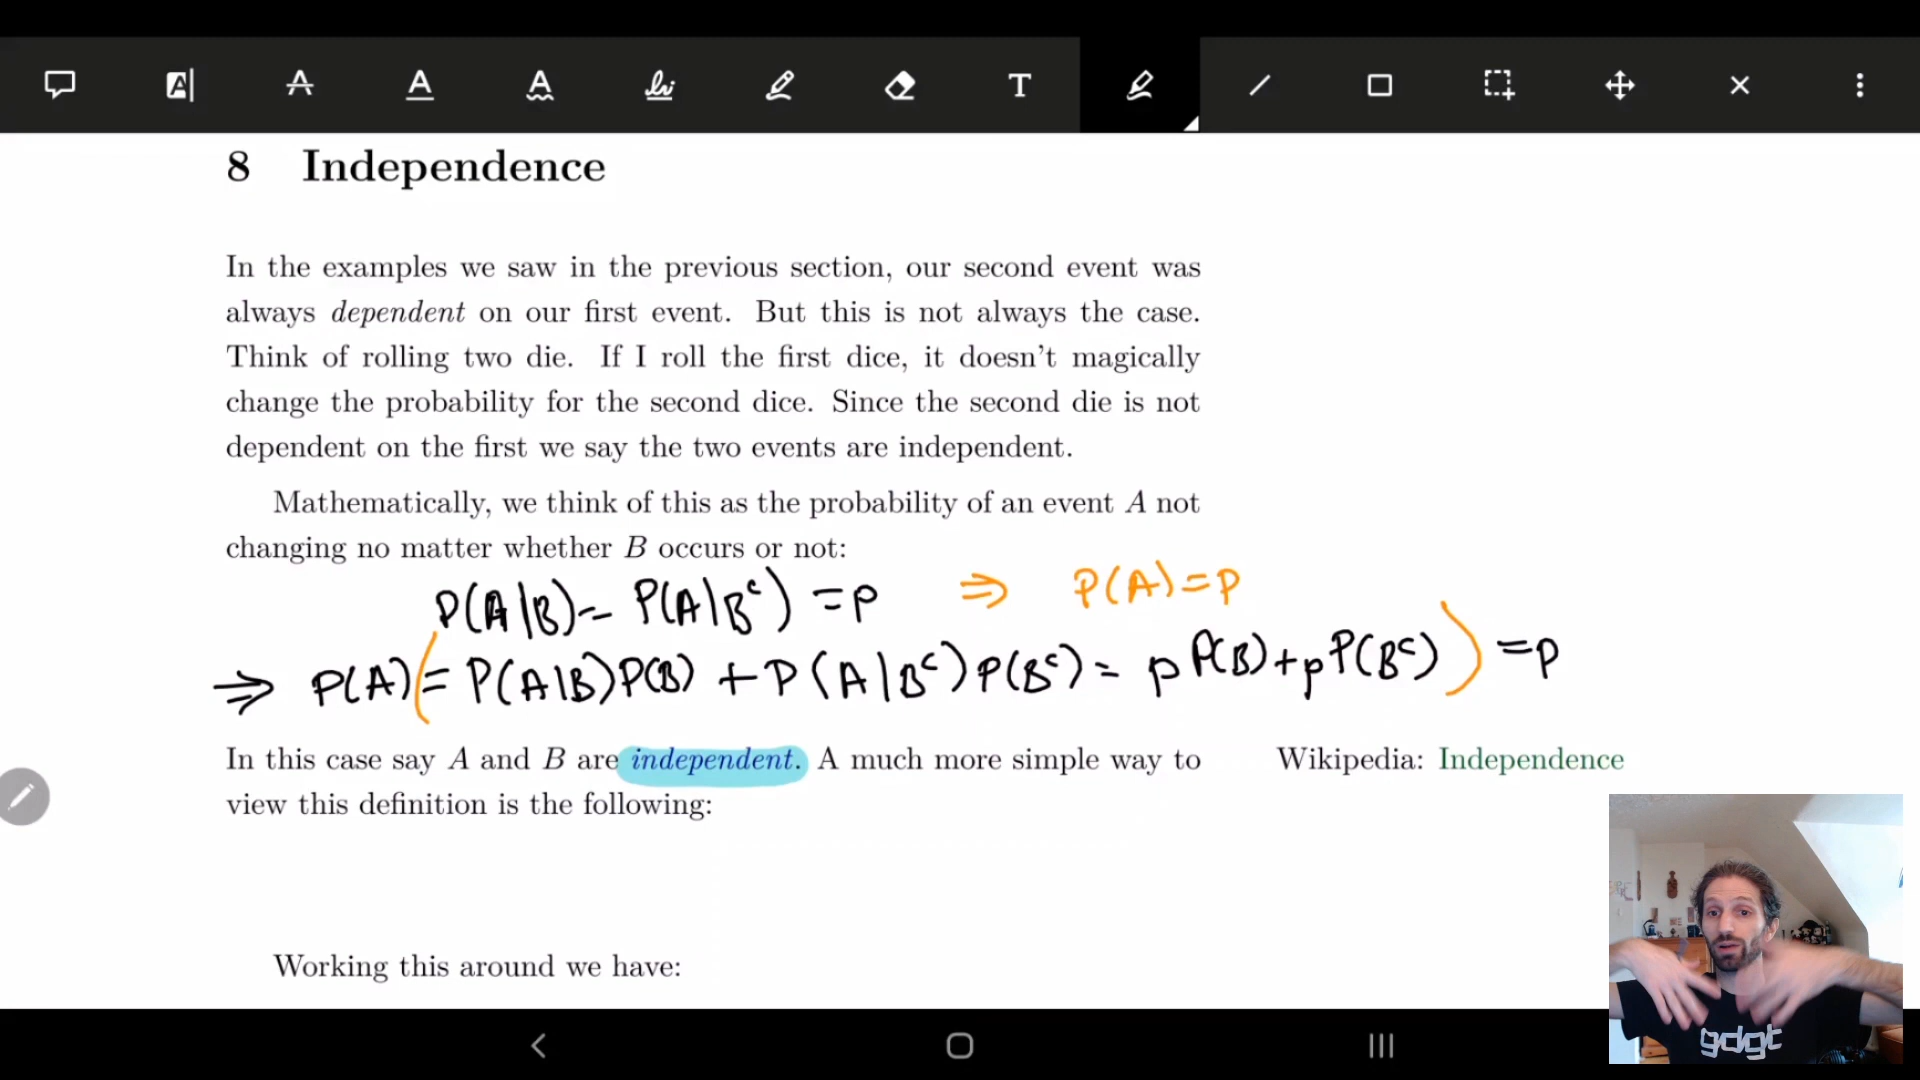 8 Independence
In the examples we saw in the previous section, our second event was
always dependent on our first event. But this is not always the case.
Think of rolling two die. If I roll the first dice, it doesn't magically
change the probability for the second dice. Since the second die is not
dependent on the first we say the two events are independent.
Mathematically, we think of this as the probability of an event A not
changing no matter whether B occurs or not:
P(A|B) = P(A|Bᶜ) = p ⇒ P(A) = p
⇒ P(A) (= P(A|B)P(B) + P(A|Bᶜ)P(Bᶜ) = p P(B) + p P(Bᶜ)) = p
In this case say A and B are independent. A much more simple way to
view this definition is the following:
Wikipedia: Independence
Working this around we have:
gdgt